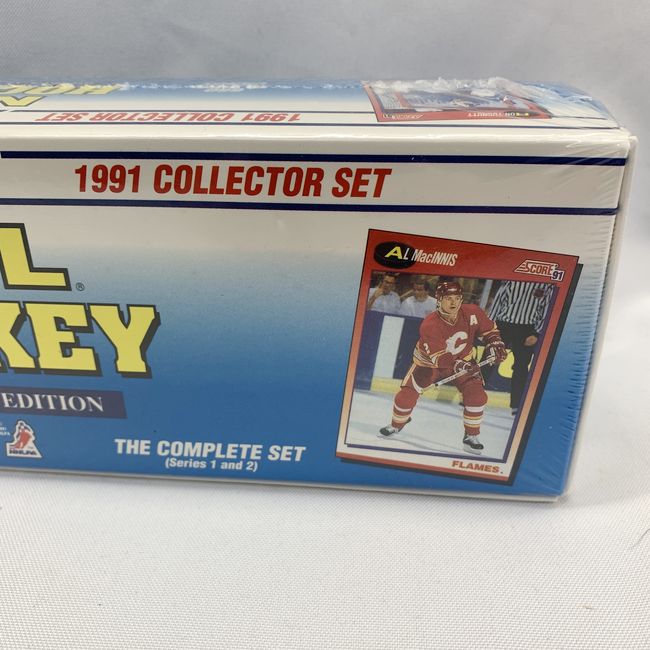 1991 COLLECTOR SET
1991 COLLECTOR SET
L
KEY
®
EDITION
NHLPA
THE COMPLETE SET
(Series 1 and 2)
AL MacINNIS
SCORE 91
A
FLAMES.